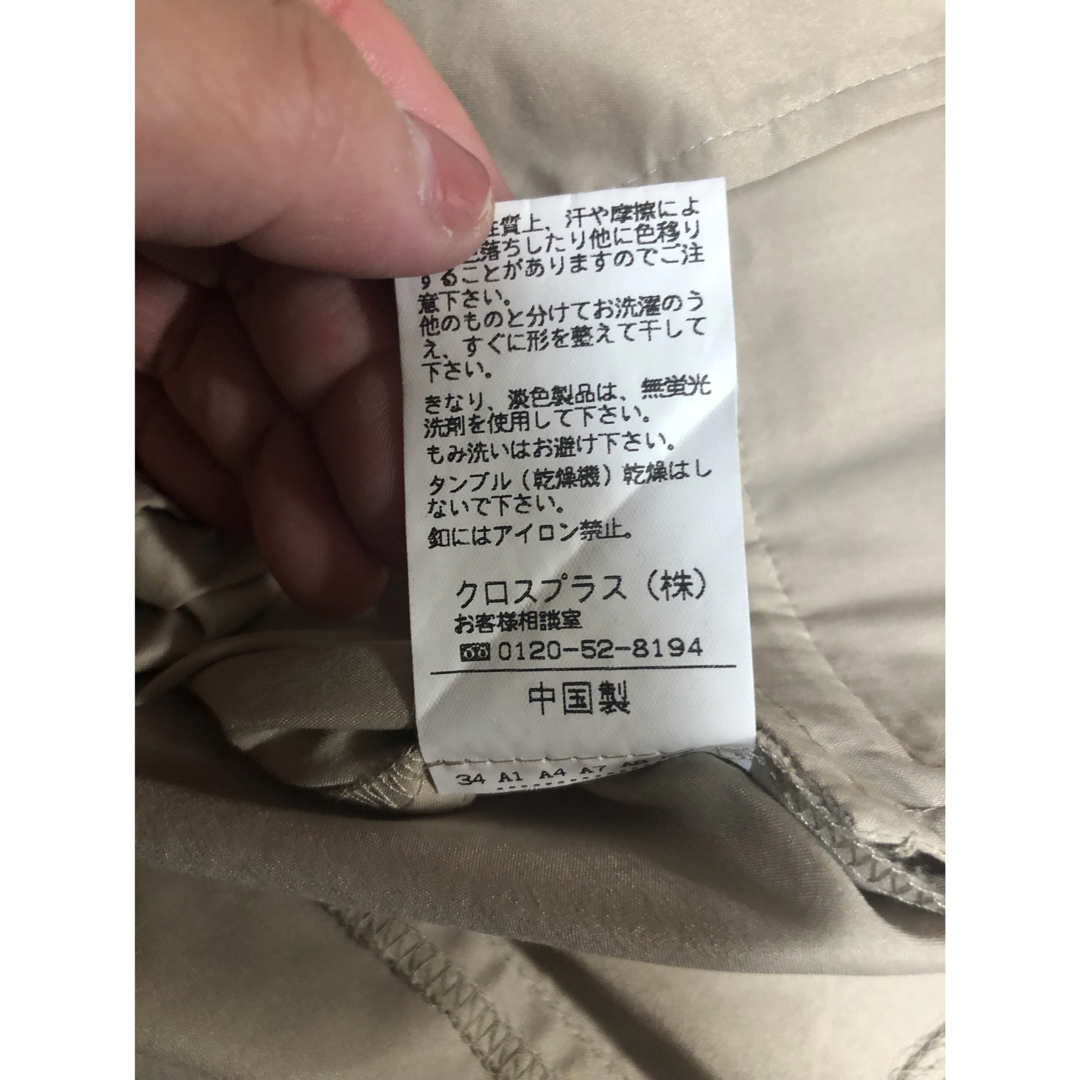 性質上、汗や摩擦によ
色落ちしたり他に色移り
することがありますのでご注
意下さい。
他のものと分けてお洗濯のう
え、すぐに形を整えて干して
下さい。
きなり、淡色製品は、無蛍光
洗剤を使用して下さい。
もみ洗いはお避け下さい。
タンブル（乾燥機）乾燥はし
ないで下さい。
釦にはアイロン禁止。
クロスプラス（株）
お客様相談室
0120-52-8194
中国製
34 A1 A4 A7